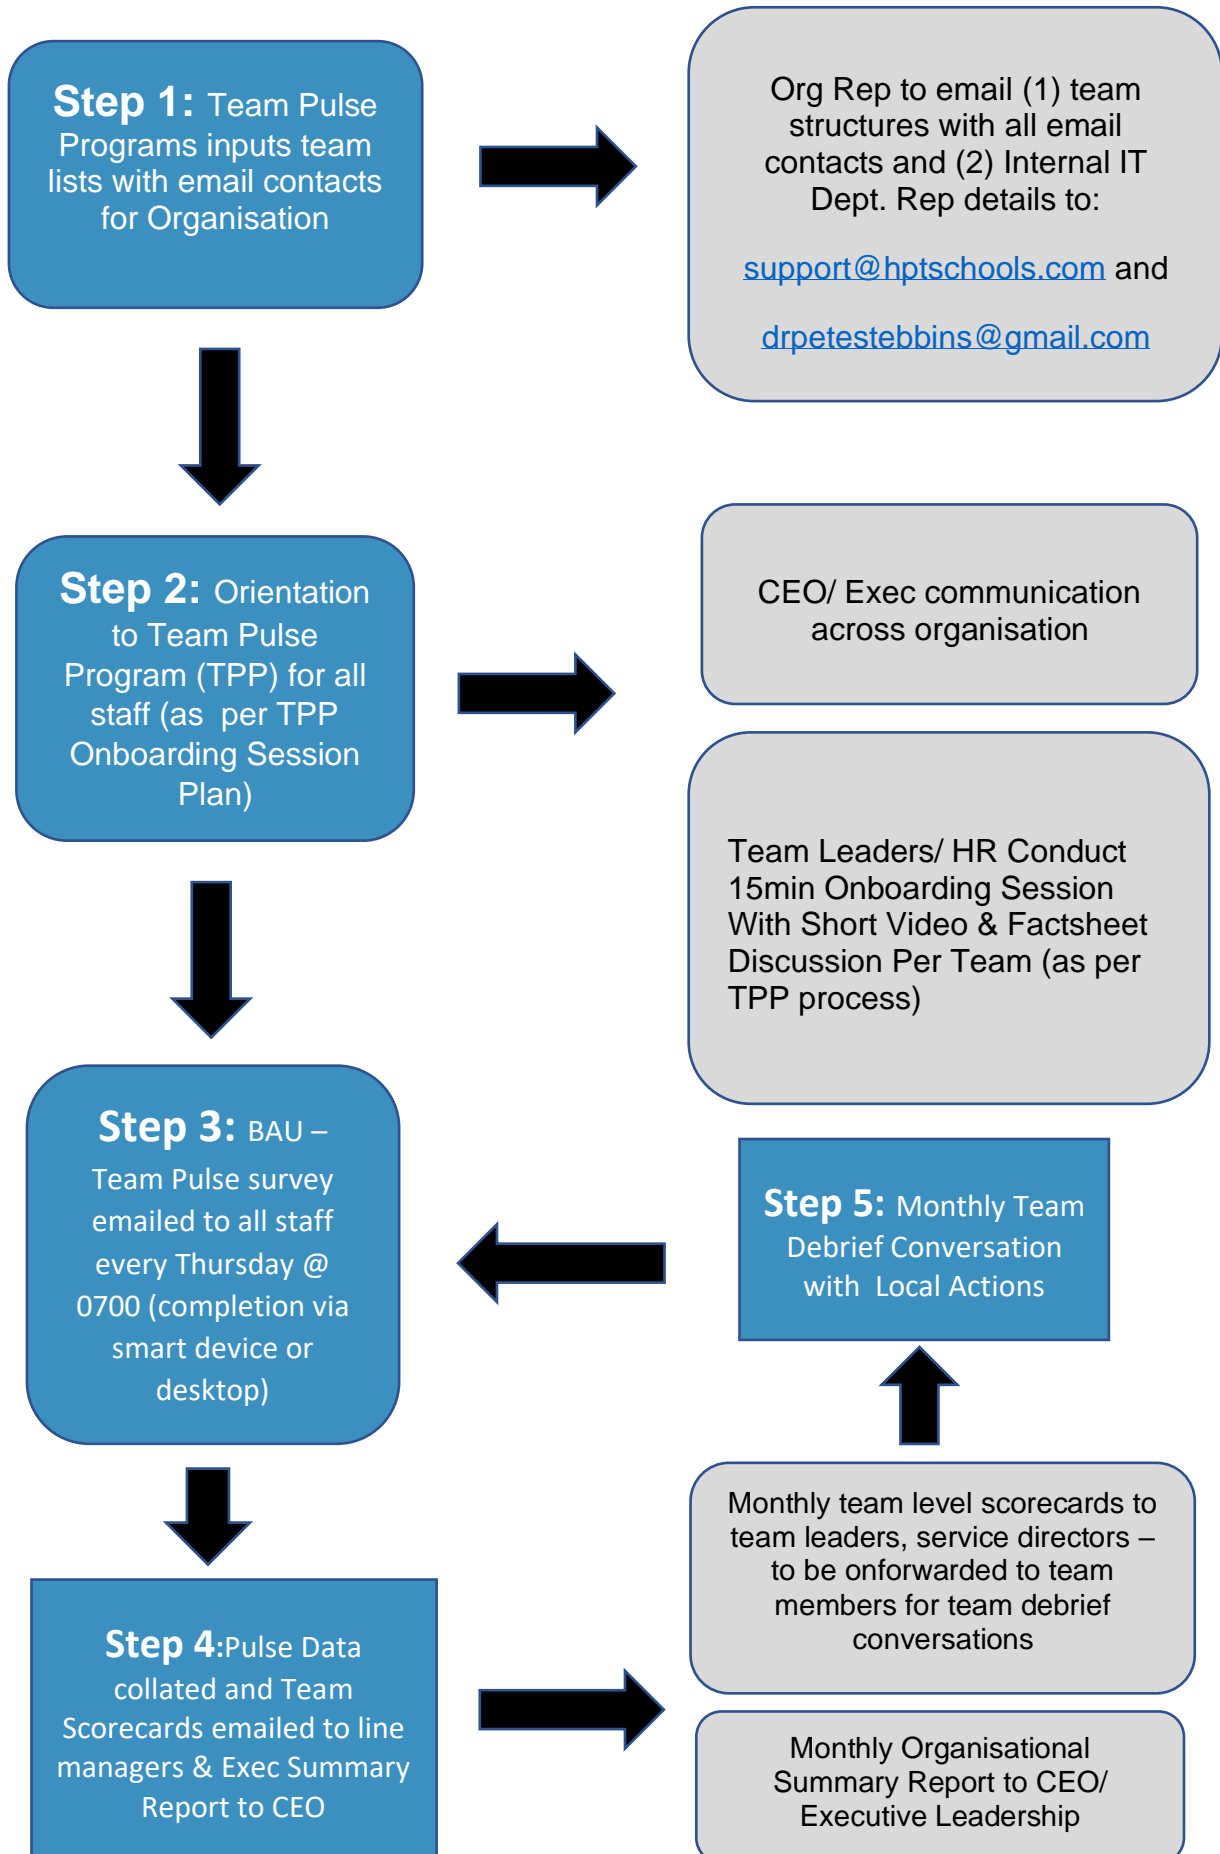 Step 1: Team Pulse
Programs inputs team
lists with email contacts
for Organisation
Org Rep to email (1) team
structures with all email
contacts and (2) Internal IT
Dept. Rep details to:
support@hptschools.com and
drpetestebbins@gmail.com
Step 2: Orientation
to Team Pulse
Program (TPP) for all
staff (as per TPP
Onboarding Session
Plan)
CEO/ Exec communication
across organisation
Team Leaders/ HR Conduct
15min Onboarding Session
With Short Video & Factsheet
Discussion Per Team (as per
TPP process)
Step 3: BAU –
Team Pulse survey
emailed to all staff
every Thursday @
0700 (completion via
smart device or
desktop)
Step 4:Pulse Data
collated and Team
Scorecards emailed to line
managers & Exec Summary
Report to CEO
Monthly team level scorecards to
team leaders, service directors –
to be onforwarded to team
members for team debrief
conversations
Monthly Organisational
Summary Report to CEO/
Executive Leadership
Step 5: Monthly Team
Debrief Conversation
with Local Actions